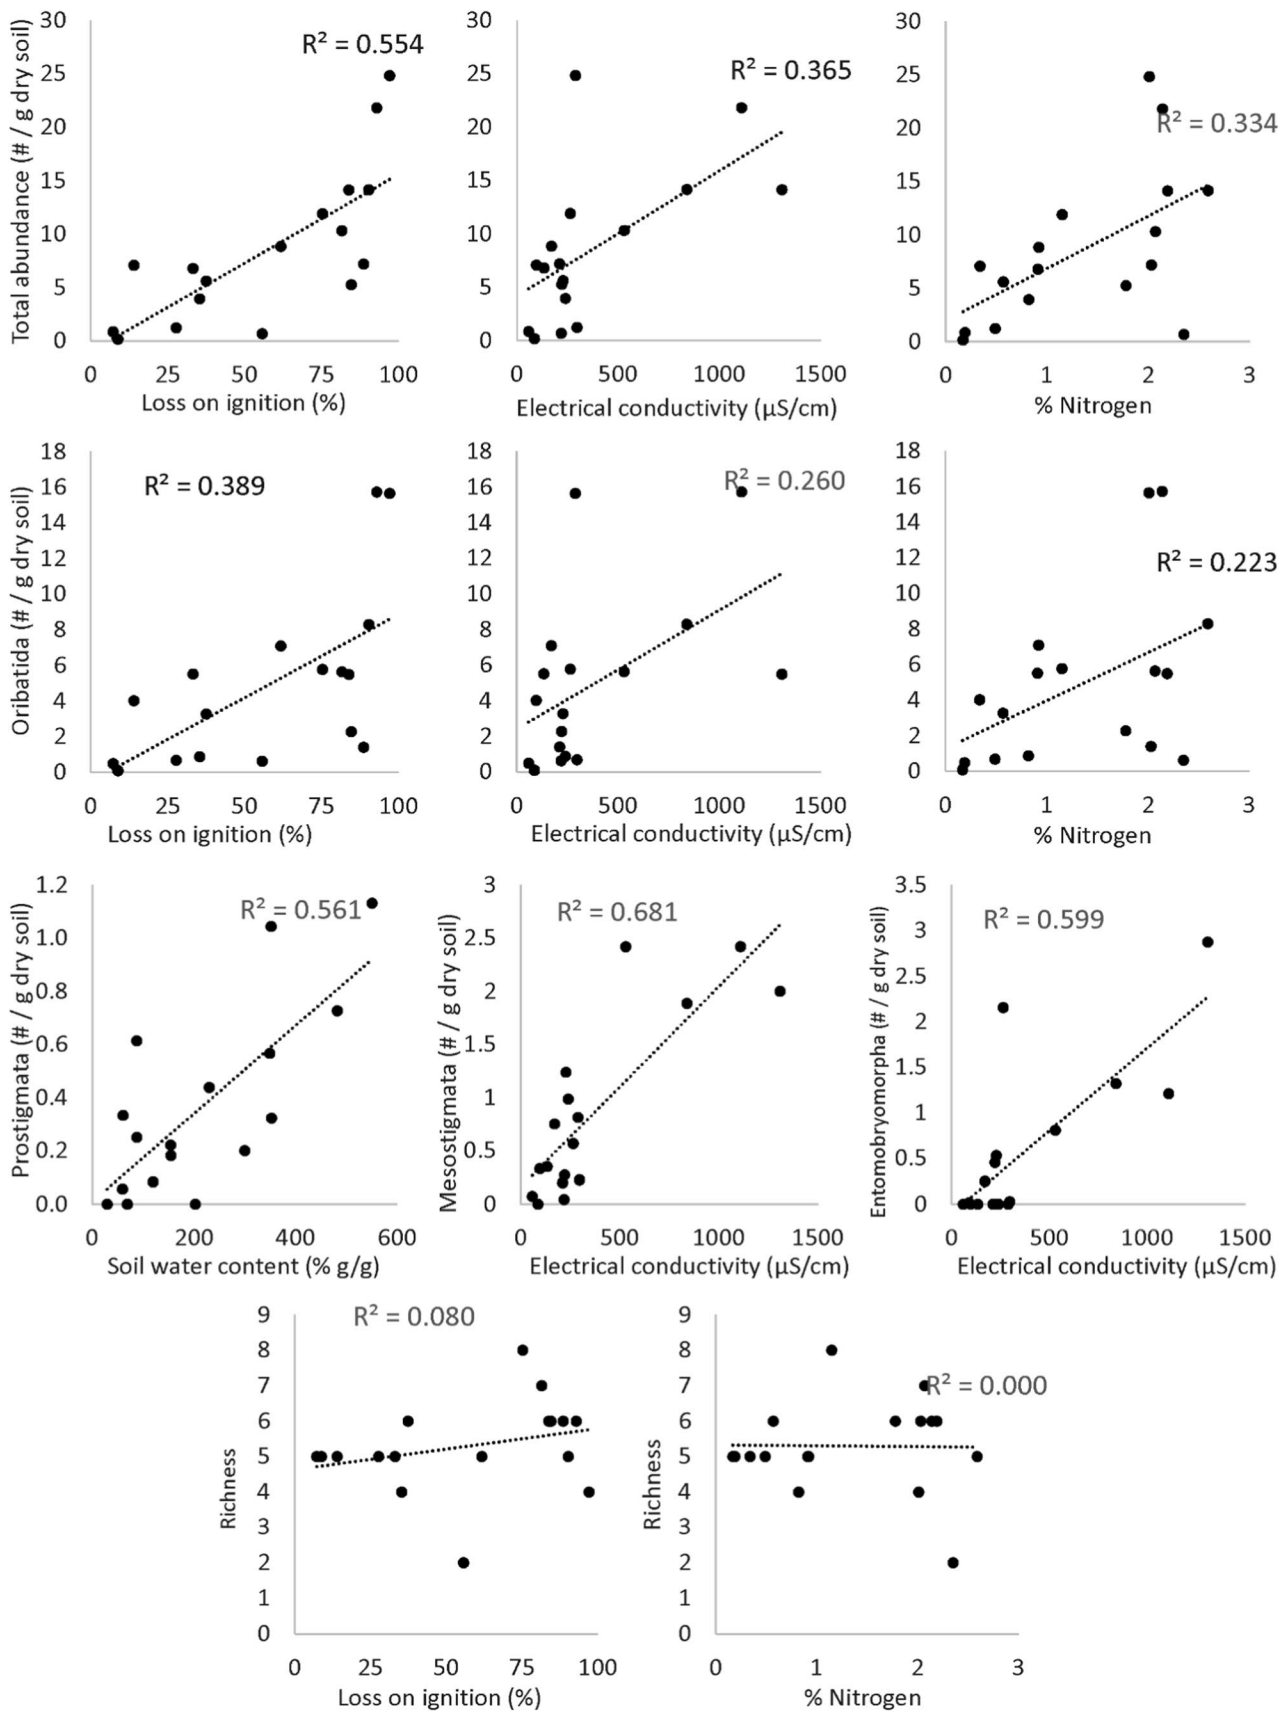 R² = 0.554
Total abundance (# / g dry soil)
30
25
20
15
10
5
0
0 25 50 75 100
Loss on ignition (%)
R² = 0.365
30
25
20
15
10
5
0
0 500 1000 1500
Electrical conductivity (µS/cm)
R² = 0.334
30
25
20
15
10
5
0
0 1 2 3
% Nitrogen
R² = 0.389
Oribatida (# / g dry soil)
18
16
14
12
10
8
6
4
2
0
0 25 50 75 100
Loss on ignition (%)
R² = 0.260
18
16
14
12
10
8
6
4
2
0
0 500 1000 1500
Electrical conductivity (µS/cm)
R² = 0.223
18
16
14
12
10
8
6
4
2
0
0 1 2 3
% Nitrogen
R² = 0.561
Prostigmata (# / g dry soil)
1.2
1.0
0.8
0.6
0.4
0.2
0.0
0 200 400 600
Soil water content (% g/g)
R² = 0.681
Mesostigmata (# / g dry soil)
3
2.5
2
1.5
1
0.5
0
0 500 1000 1500
Electrical conductivity (µS/cm)
R² = 0.599
Entomobryomorpha (# / g dry soil)
3.5
3
2.5
2
1.5
1
0.5
0
0 500 1000 1500
Electrical conductivity (µS/cm)
R² = 0.080
Richness
9
8
7
6
5
4
3
2
1
0
0 25 50 75 100
Loss on ignition (%)
R² = 0.000
Richness
9
8
7
6
5
4
3
2
1
0
0 1 2 3
% Nitrogen